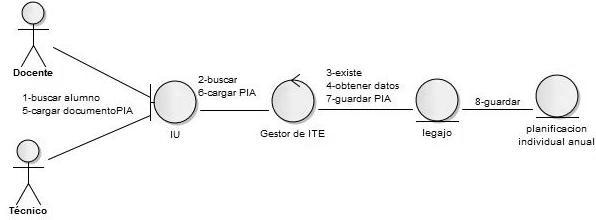 Docente
1-buscar alumno
5-cargar documentoPIA
Técnico
IU
2-buscar
6-cargar PIA
Gestor de ITE
3-existe
4-obtener datos
7-guardar PIA
legajo
8-guardar
planificacion
individual anual